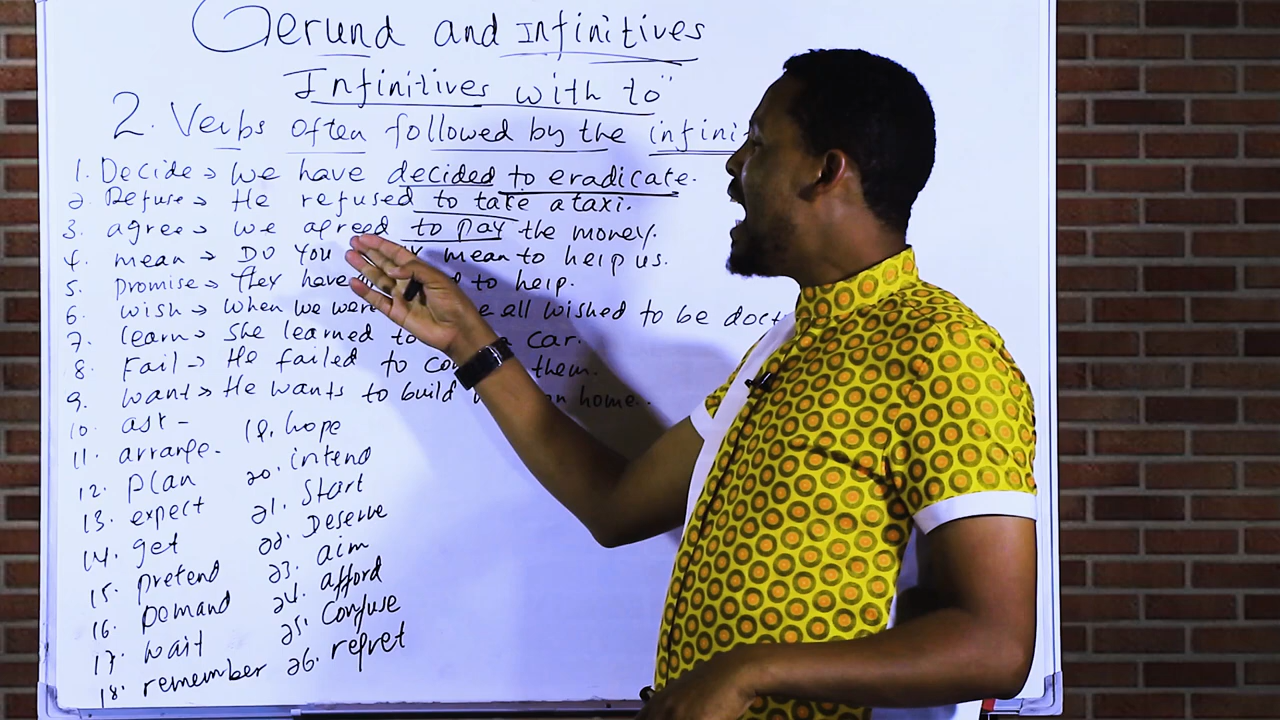 Gerund and Infinitives
Infinitives with to"
2. Verbs often followed by the infini
1. Decide → we have decided to eradicate.
2. Refuse → He refused to take a taxi.
3. agree → we agreed to pay the money.
4. mean → Do you mean to help us.
5. promise → They have to help.
6. wish → when we were all wished to be doct
7. learn → she learned to car.
8. Fail → He failed to them.
9. want → He wants to build home..
10. ask -
11. arrange -
12. plan
13. expect
14. get
15. pretend
16. Demand
17. wait
18. remember
19. hope
20. intend
21. Start
22. Deserve
23. aim
24. afford
25. Confuse
26. regret